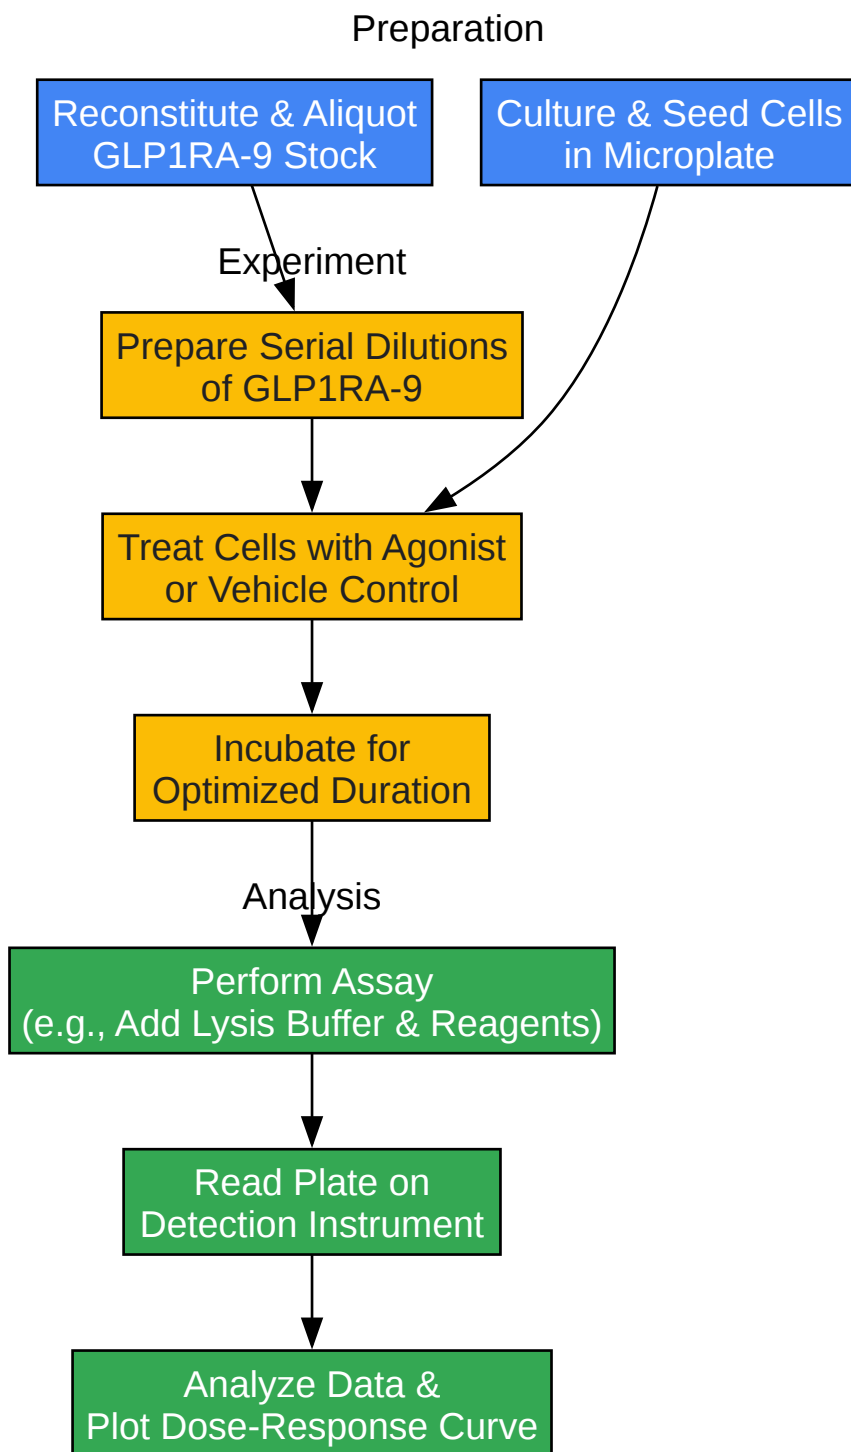 Preparation
Reconstitute & Aliquot
GLP1RA-9 Stock
Culture & Seed Cells
in Microplate
Experiment
Prepare Serial Dilutions
of GLP1RA-9
Treat Cells with Agonist
or Vehicle Control
Incubate for
Optimized Duration
Analysis
Perform Assay
(e.g., Add Lysis Buffer & Reagents)
Read Plate on
Detection Instrument
Analyze Data &
Plot Dose-Response Curve